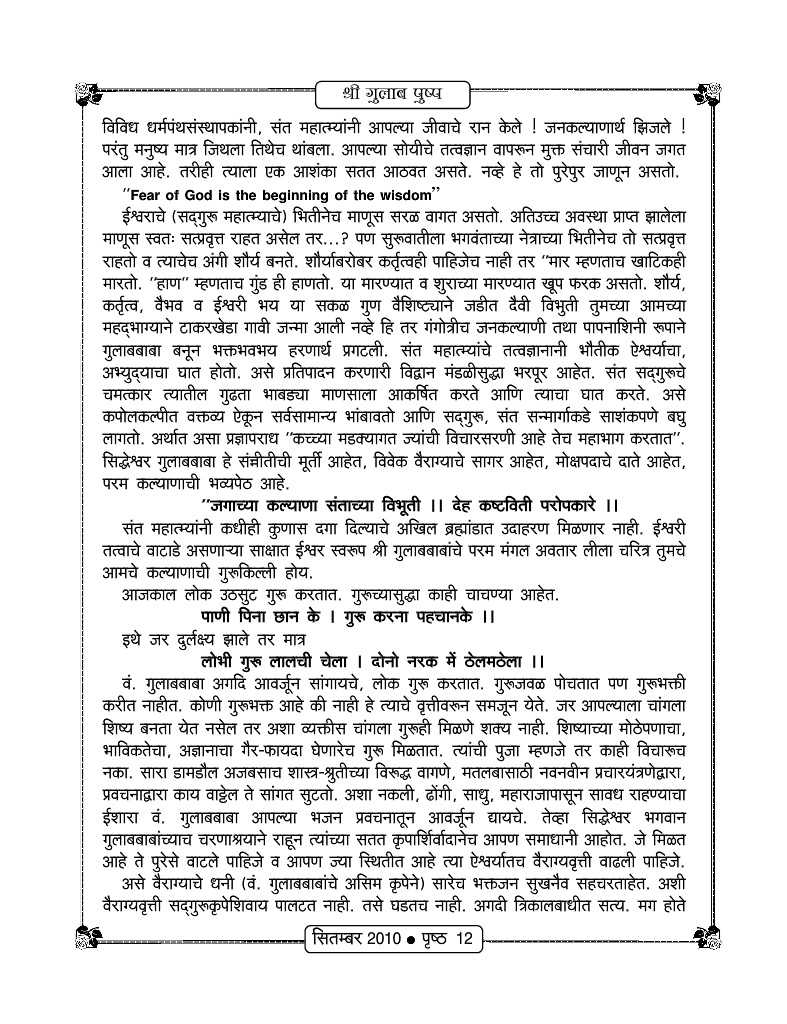 श्री गुलाब पुष्प
विविध धर्मपंथसंस्थापकांनी, संत महात्म्यांनी आपल्या जीवाचे रान केले ! जनकल्याणार्थ झिजले !
परंतु मनुष्य मात्र जिथला तिथेच थांबला. आपल्या सोयीचे तत्वज्ञान वापरून मुक्त संचारी जीवन जगत
आला आहे. तरीही त्याला एक आशंका सतत आठवत असते. नव्हे हे तो पुरेपुर जाणून असतो.
“Fear of God is the beginning of the wisdom”
ईश्वराचे (सद्गुरू महात्म्याचे) भितीनेच माणूस सरळ वागत असतो. अतिउच्च अवस्था प्राप्त झालेला
माणूस स्वतः सत्प्रवृत्त राहत असेल तर...? पण सुरूवातीला भगवंताच्या नेत्राच्या भितीनेच तो सत्प्रवृत्त
राहतो व त्याचेच अंगी शौर्य बनते. शौर्याबरोबर कर्तृत्वही पाहिजेच नाही तर “मार म्हणताच खाटिकही
मारतो. “हाण” म्हणताच गुंड ही हाणतो. या मारण्यात व शुराच्या मारण्यात खूप फरक असतो. शौर्य,
कर्तृत्व, वैभव व ईश्वरी भय या सकळ गुण वैशिष्ट्याने जडीत दैवी विभुती तुमच्या आमच्या
महद्भाग्याने टाकरखेडा गावी जन्मा आली नव्हे हि तर गंगोत्रीच जनकल्याणी तथा पापनाशिनी रूपाने
गुलाबबाबा बनून भक्तभवभय हरणार्थ प्रगटली. संत महात्म्यांचे तत्वज्ञानानी भौतीक ऐश्वर्याचा,
अभ्युद्याचा घात होतो. असे प्रतिपादन करणारी विद्वान मंडळीसुद्धा भरपूर आहेत. संत सद्गुरूचे
चमत्कार त्यातील गुढता भाबड्या माणसाला आकर्षित करते आणि त्याचा घात करते. असे
कपोलकल्पीत वक्तव्य ऐकून सर्वसामान्य भांबावतो आणि सद्गुरू, संत सन्मार्गाकडे साशंकपणे बघु
लागतो. अर्थात असा प्रज्ञापराध “कच्च्या मडक्यागत ज्यांची विचारसरणी आहे तेच महाभाग करतात”.
सिद्धेश्वर गुलाबबाबा हे संन्नीतीची मूर्ती आहेत, विवेक वैराग्याचे सागर आहेत, मोक्षपदाचे दाते आहेत,
परम कल्याणाची भव्यपेठ आहे.
“जगाच्या कल्याणा संताच्या विभूती ।। देह कष्टविती परोपकारे ।।
संत महात्म्यांनी कधीही कुणास दगा दिल्याचे अखिल ब्रह्मांडात उदाहरण मिळणार नाही. ईश्वरी
तत्वाचे वाटाडे असणाऱ्या साक्षात ईश्वर स्वरूप श्री गुलाबबाबांचे परम मंगल अवतार लीला चरित्र तुमचे
आमचे कल्याणाची गुरूकिल्ली होय.
आजकाल लोक उठसुट गुरू करतात. गुरूच्यासुद्धा काही चाचण्या आहेत.
पाणी पिना छान के । गुरू करना पहचानके ।।
इथे जर दुर्लक्ष्य झाले तर मात्र
लोभी गुरू लालची चेला । दोनो नरक में ठेलमठेला ।।
वं. गुलाबबाबा अगदि आवर्जून सांगायचे, लोक गुरू करतात. गुरूजवळ पोचतात पण गुरूभक्ती
करीत नाहीत. कोणी गुरूभक्त आहे की नाही हे त्याचे वृत्तीवरून समजून येते. जर आपल्याला चांगला
शिष्य बनता येत नसेल तर अशा व्यक्तीस चांगला गुरूही मिळणे शक्य नाही. शिष्याच्या मोठेपणाचा,
भाविकतेचा, अज्ञानाचा गैर-फायदा घेणारेच गुरू मिळतात. त्यांची पुजा म्हणजे तर काही विचारूच
नका. सारा डामडौल अजबसाच शास्त्र-श्रुतीच्या विरूद्ध वागणे, मतलबासाठी नवनवीन प्रचारयंत्रणेद्वारा,
प्रवचनाद्वारा काय वाट्टेल ते सांगत सुटतो. अशा नकली, ढोंगी, साधु, महाराजापासून सावध राहण्याचा
ईशारा वं. गुलाबबाबा आपल्या भजन प्रवचनातून आवर्जून द्यायचे. तेव्हा सिद्धेश्वर भगवान
गुलाबबाबांच्याच चरणाश्रयाने राहून त्यांच्या सतत कृपार्शिर्वादानेच आपण समाधानी आहोत. जे मिळत
आहे ते पुरेसे वाटले पाहिजे व आपण ज्या स्थितीत आहे त्या ऐश्वर्यातच वैराग्यवृत्ती वाढली पाहिजे.
असे वैराग्याचे धनी (वं. गुलाबबाबांचे असिम कृपेने) सारेच भक्तजन सुखनैव सहचरताहेत. अशी
वैराग्यवृत्ती सद्गुरूकृपेशिवाय पालटत नाही. तसे घडतच नाही. अगदी त्रिकालबाधीत सत्य. मग होते
सितम्बर 2010 ● पृष्ठ 12